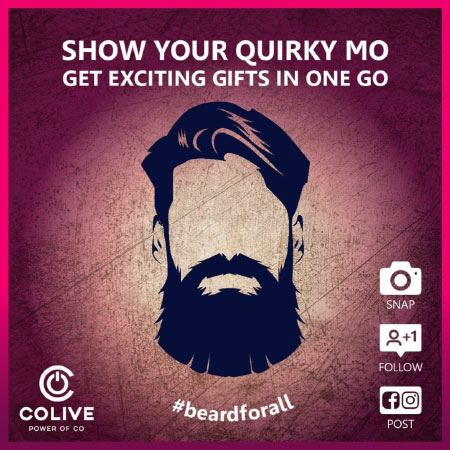 SHOW YOUR QUIRKY MO
GET EXCITING GIFTS IN ONE GO
SNAP
+1
FOLLOW
POST
#beardforall
COLIVE
POWER OF CO